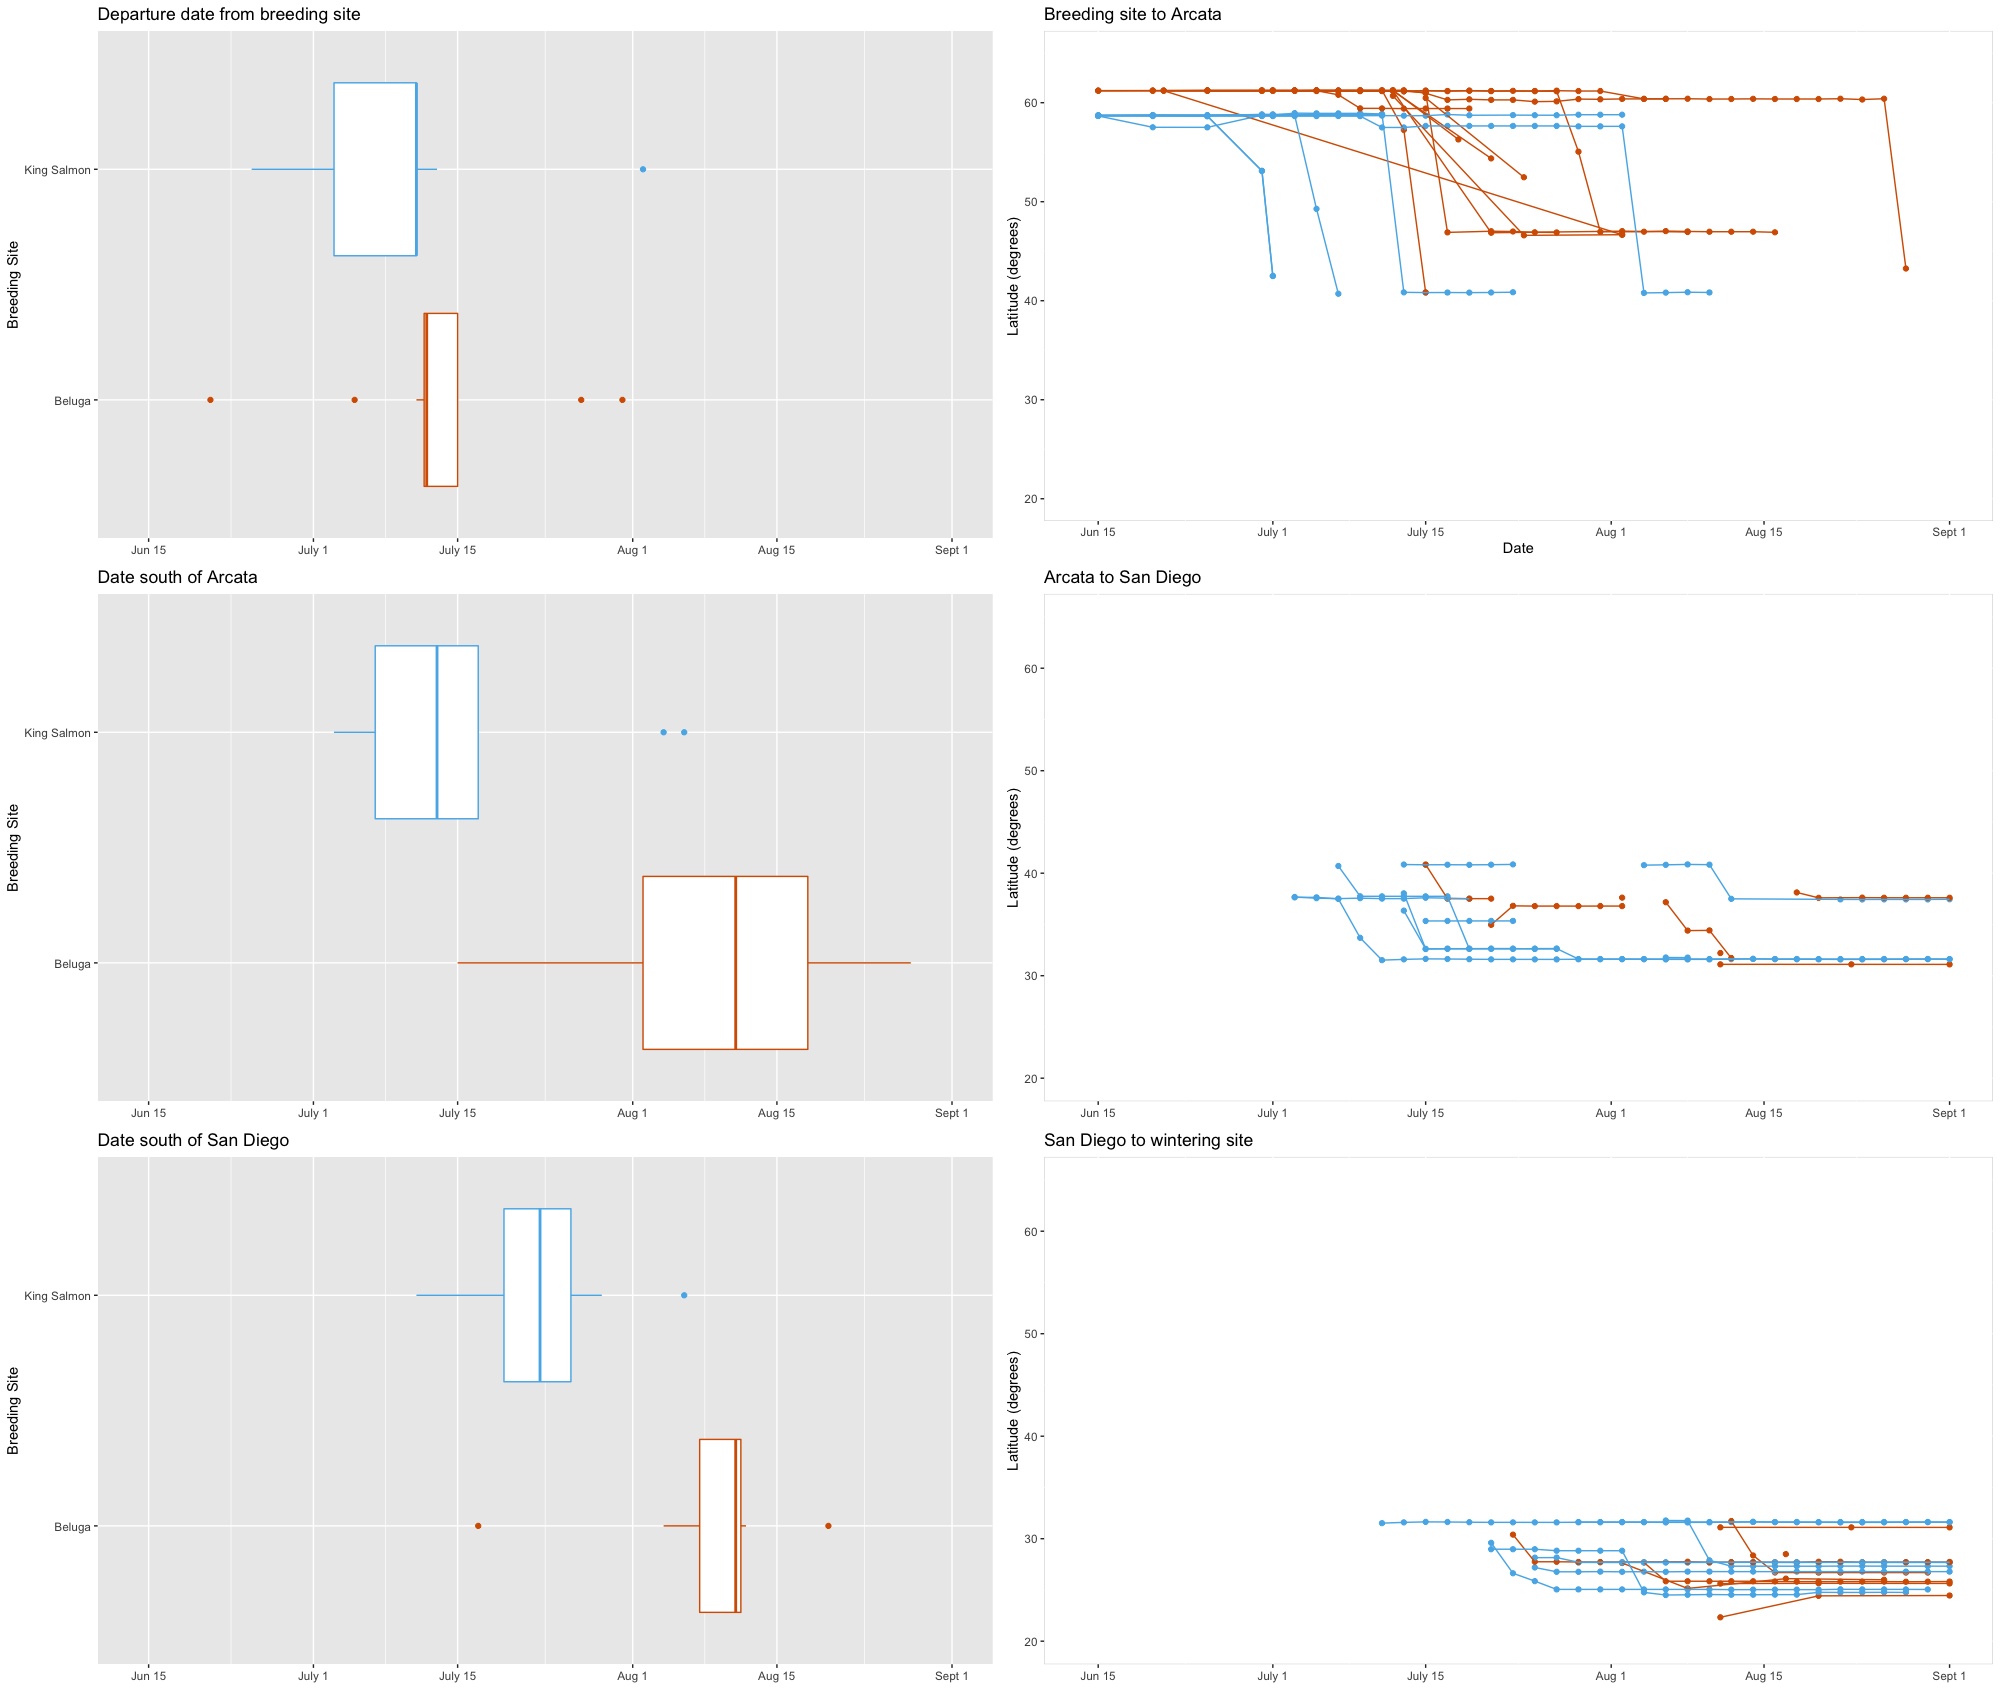 Departure date from breeding site
Breeding Site
King Salmon
Beluga
Jun 15 July 1 July 15 Aug 1 Aug 15 Sept 1
Breeding site to Arcata
Latitude (degrees)
60
50
40
30
20
Jun 15 July 1 July 15 Aug 1 Aug 15 Sept 1
Date
Date south of Arcata
Breeding Site
King Salmon
Beluga
Jun 15 July 1 July 15 Aug 1 Aug 15 Sept 1
Arcata to San Diego
Latitude (degrees)
60
50
40
30
20
Jun 15 July 1 July 15 Aug 1 Aug 15 Sept 1
Date south of San Diego
Breeding Site
King Salmon
Beluga
Jun 15 July 1 July 15 Aug 1 Aug 15 Sept 1
San Diego to wintering site
Latitude (degrees)
60
50
40
30
20
Jun 15 July 1 July 15 Aug 1 Aug 15 Sept 1